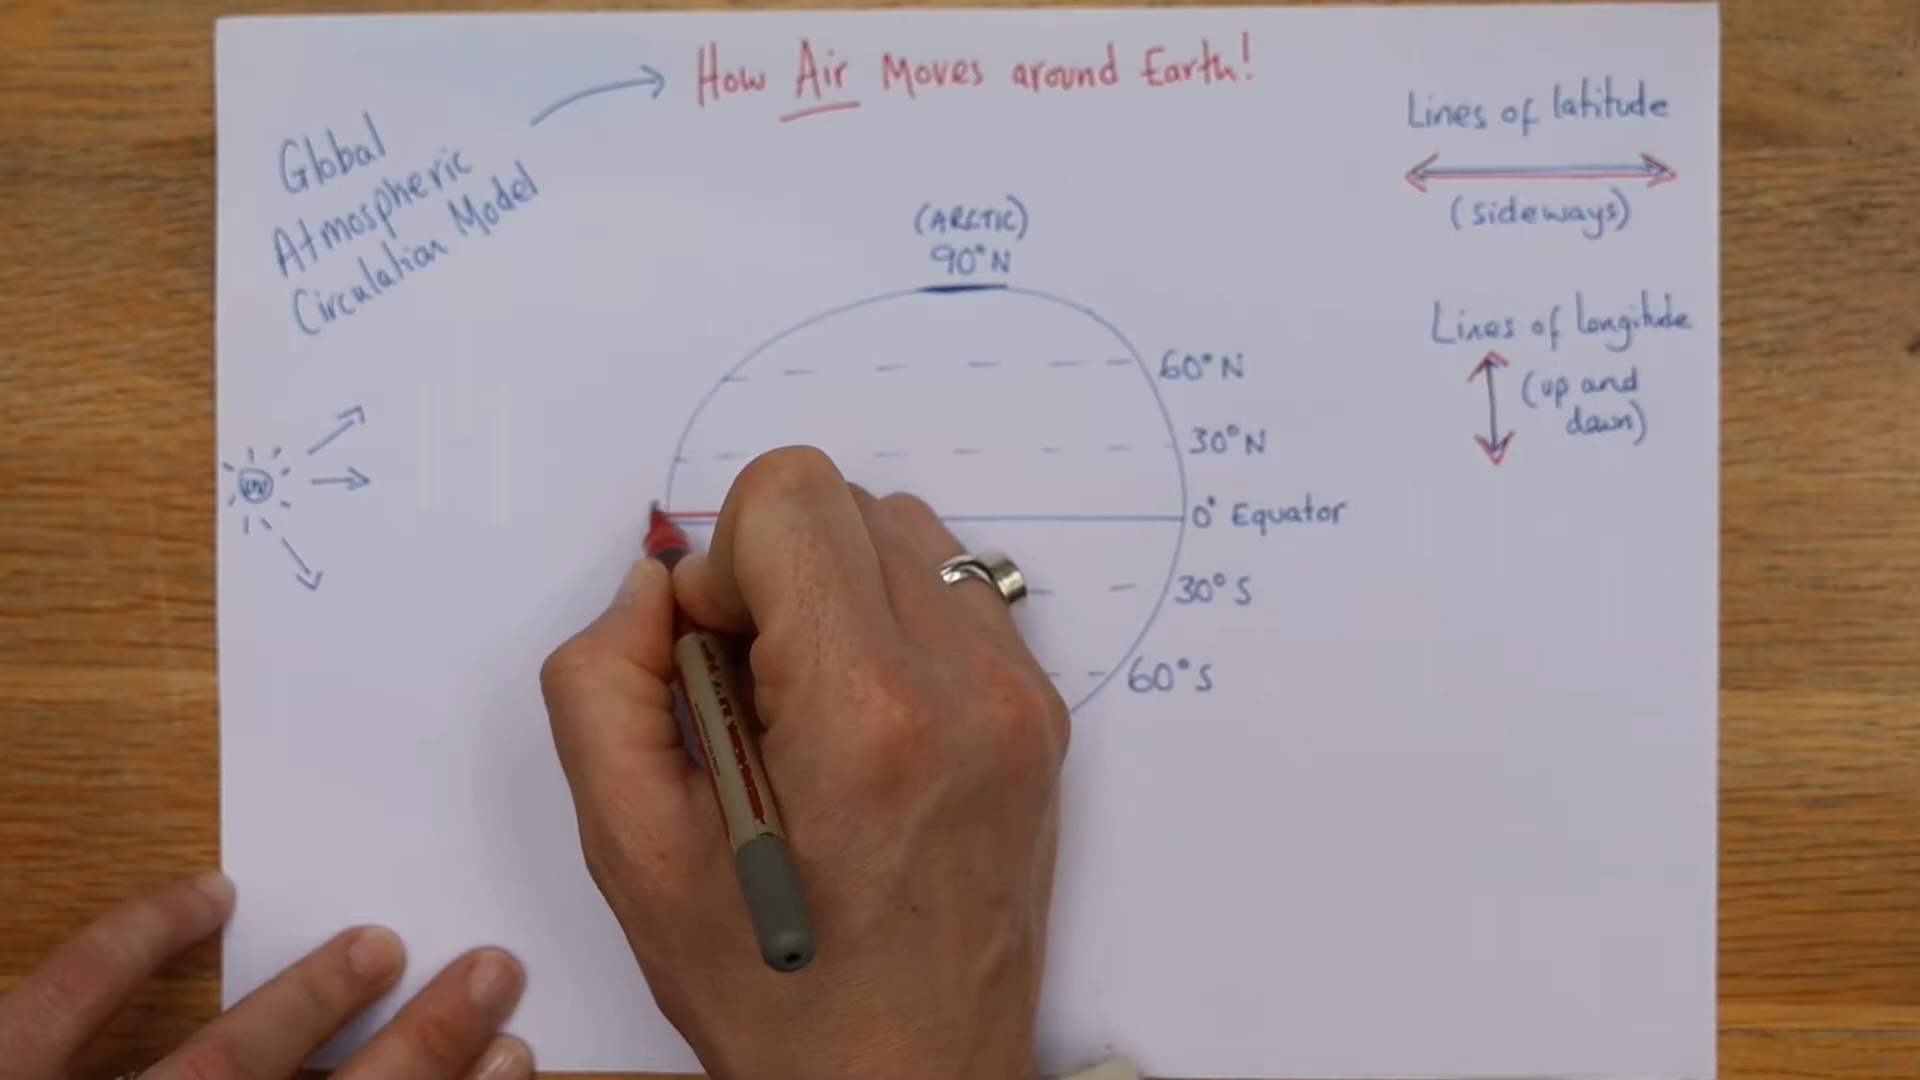 How Air Moves around Earth!
Global
Atmospheric
Circulation Model
Lines of latitude
(sideways)
(ARCTIC)
90°N
Lines of longitude
(up and
down)
60°N
30°N
0° Equator
30° S
60°S